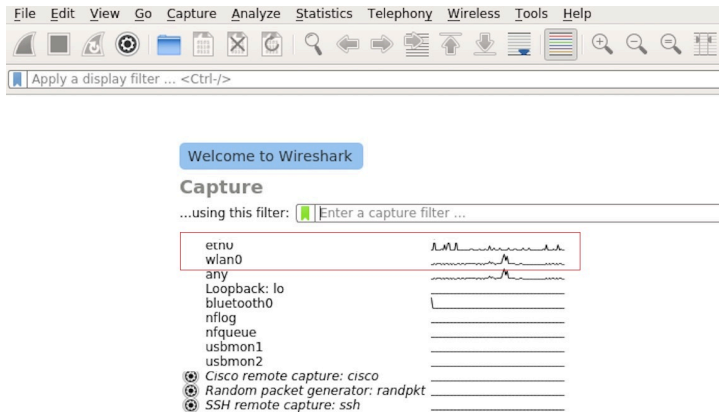 File Edit View Go Capture Analyze Statistics Telephony Wireless Tools Help
Apply a display filter ... <Ctrl-/>
Welcome to Wireshark
Capture
...using this filter: Enter a capture filter ...
eth0
wlan0
any
Loopback: lo
bluetooth0
nflog
nfqueue
usbmon1
usbmon2
Cisco remote capture: cisco
Random packet generator: randpkt
SSH remote capture: ssh